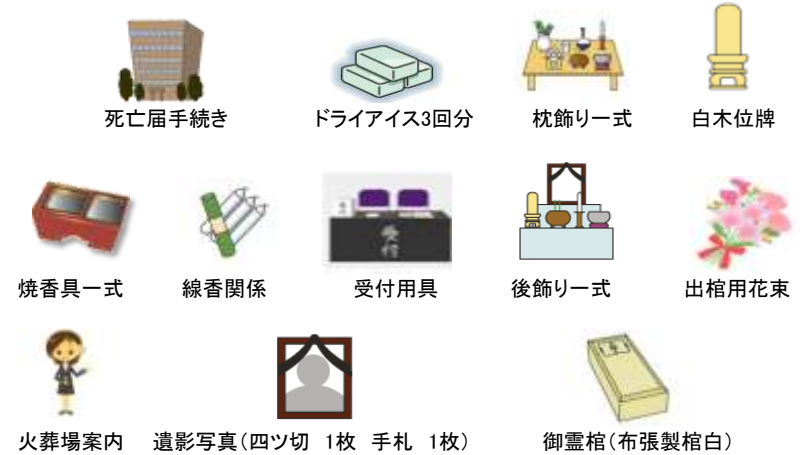 死亡届手続き
ドライアイス3回分
枕飾り一式
白木位牌
受付
焼香具一式
線香関係
受付用具
後飾り一式
出棺用花束
火葬場案内
遺影写真（四ツ切　1枚　手札　1枚）
御霊棺（布張製棺白）